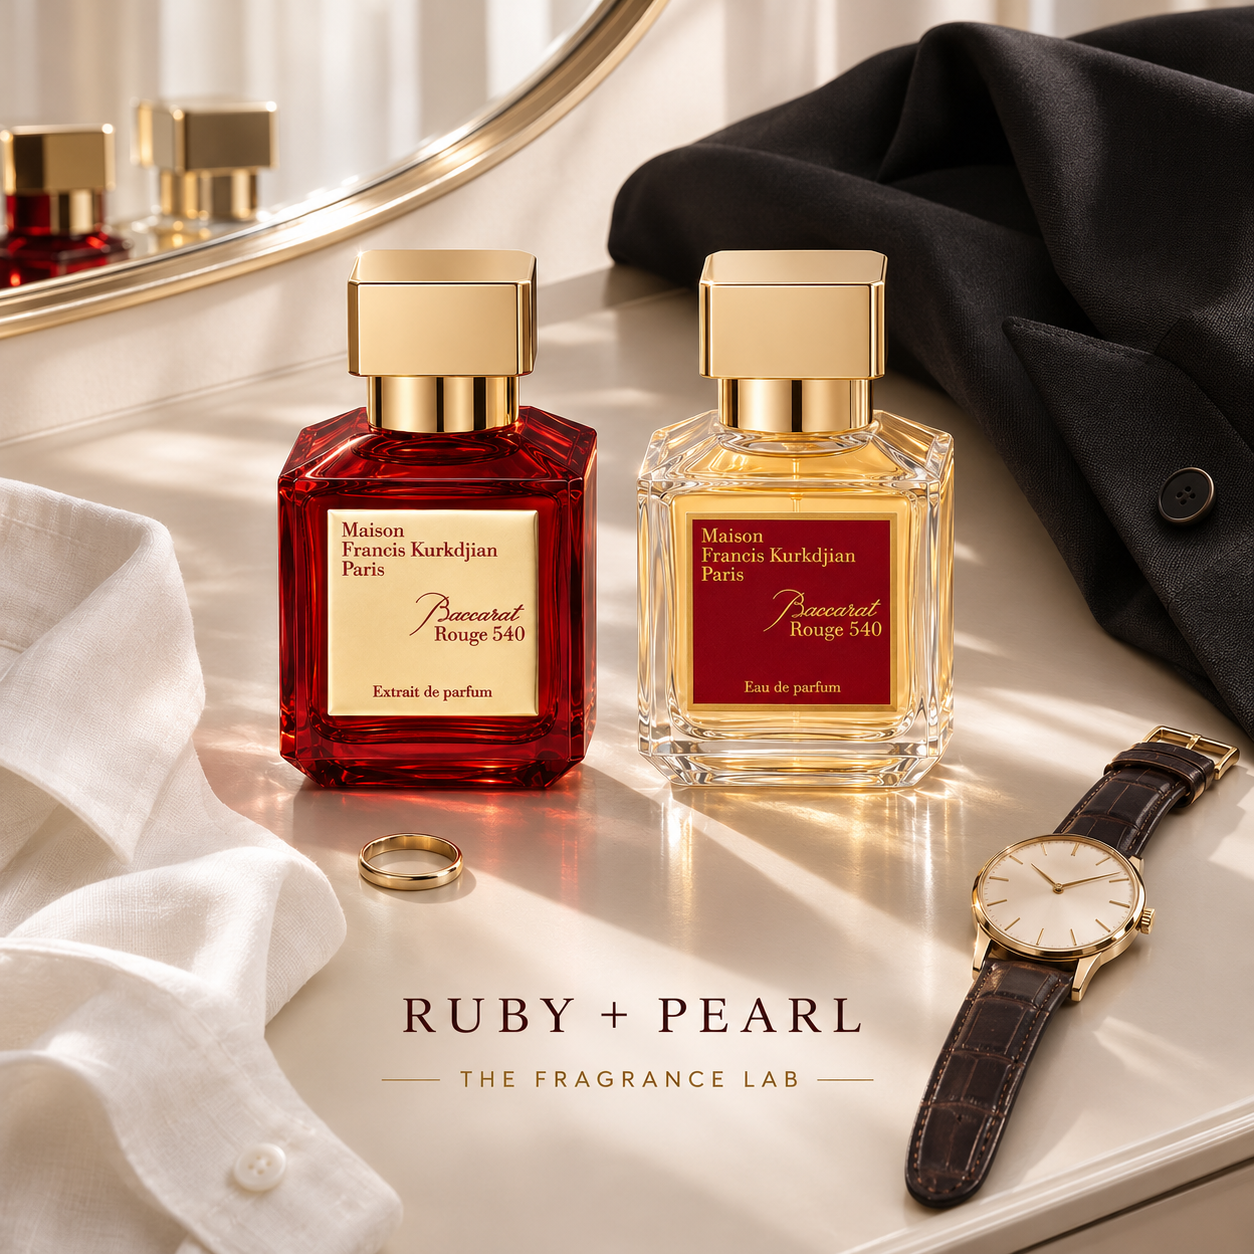 Maison
Francis Kurkdjian
Paris
Baccarat
Rouge 540
Extrait de parfum
Maison
Francis Kurkdjian
Paris
Baccarat
Rouge 540
Eau de parfum
RUBY + PEARL
THE FRAGRANCE LAB